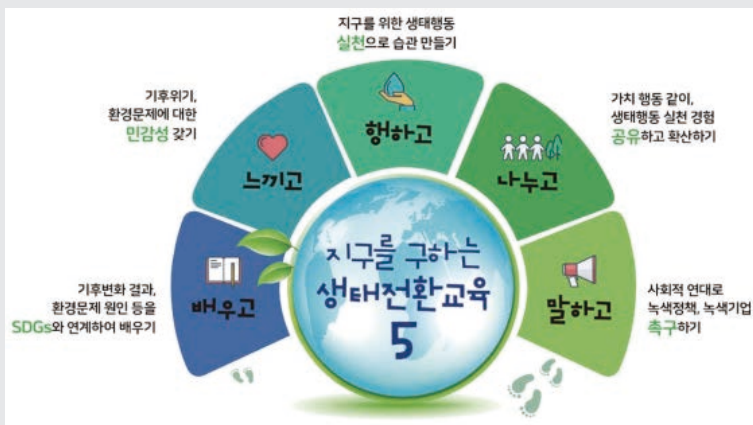 지구를 위한 생태행동
실천으로 습관 만들기
기후위기,
환경문제에 대한
민감성 갖기
가치 행동 같이,
생태행동 실천 경험
공유하고 확산하기
행하고
느끼고
나누고
지구를 구하는
생태전환교육
5
기후변화 결과,
환경문제 원인 등을
SDGs와 연계하여 배우기
배우고
말하고
사회적 연대로
녹색정책, 녹색기업
촉구하기